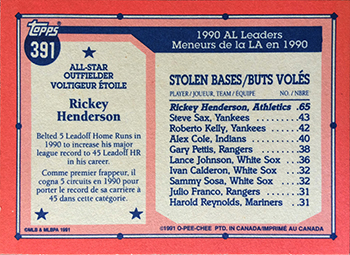 Topps
391
ALL-STAR
OUTFIELDER
VOLTIGEUR ÉTOILE
Rickey
Henderson
Belted 5 Leadoff Home Runs in
1990 to increase his major
league record to 45 Leadoff HR
in his career.
Comme premier frappeur, il
cogna 5 circuits en 1990 pour
porter le record de sa carrière à
45 dans cette catégorie.
©MLB & MLBPA 1991
1990 AL Leaders
Meneurs de la LA en 1990
STOLEN BASES/BUTS VOLÉS
PLAYER/JOUEUR, TEAM/ÉQUIPE NO./NBRE
Rickey Henderson, Athletics .65
Steve Sax, Yankees . . . . . . .43
Roberto Kelly, Yankees . . . .42
Alex Cole, Indians . . . . . . . .40
Gary Pettis, Rangers . . . . . .38
Lance Johnson, White Sox . .36
Ivan Calderon, White Sox . . .32
Sammy Sosa, White Sox . . . .32
Julio Franco, Rangers . . . . . .31
Harold Reynolds, Mariners . .31
©1991 O-PEE-CHEE PTD. IN CANADA/IMPRIMÉ AU CANADA